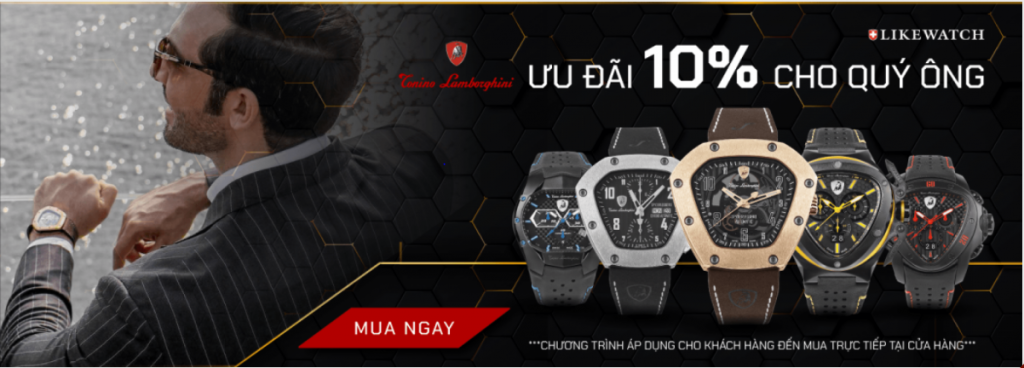 LIKEWATCH
Tonino Lamborghini
ƯU ĐÃI 10% CHO QUÝ ÔNG
MUA NGAY
***CHƯƠNG TRÌNH ÁP DỤNG CHO KHÁCH HÀNG ĐẾN MUA TRỰC TIẾP TẠI CỬA HÀNG***